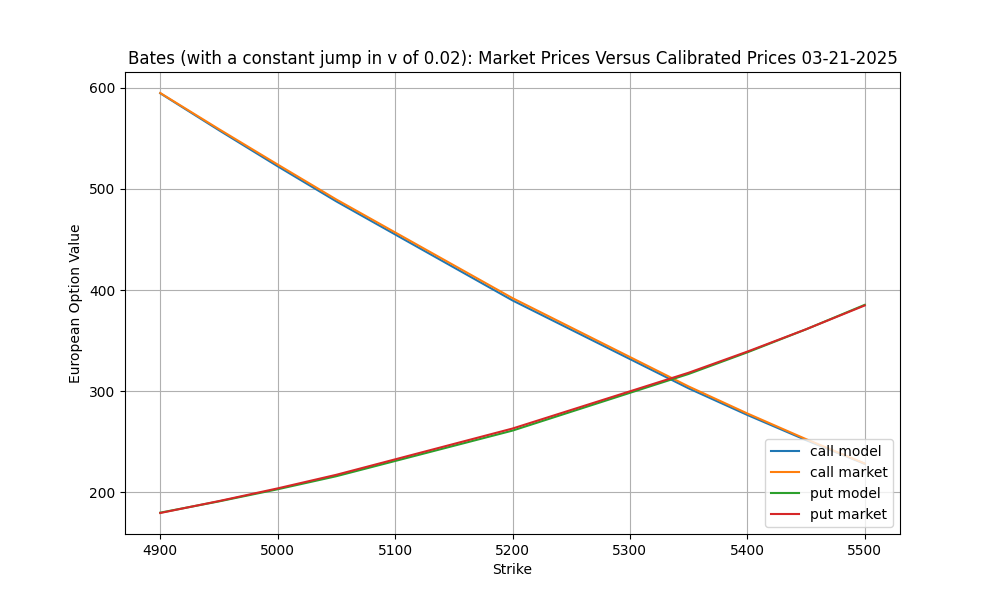 Bates (with a constant jump in v of 0.02): Market Prices Versus Calibrated Prices 03-21-2025
600
500
400
300
200
European Option Value
4900 5000 5100 5200 5300 5400 5500
Strike
call model
call market
put model
put market